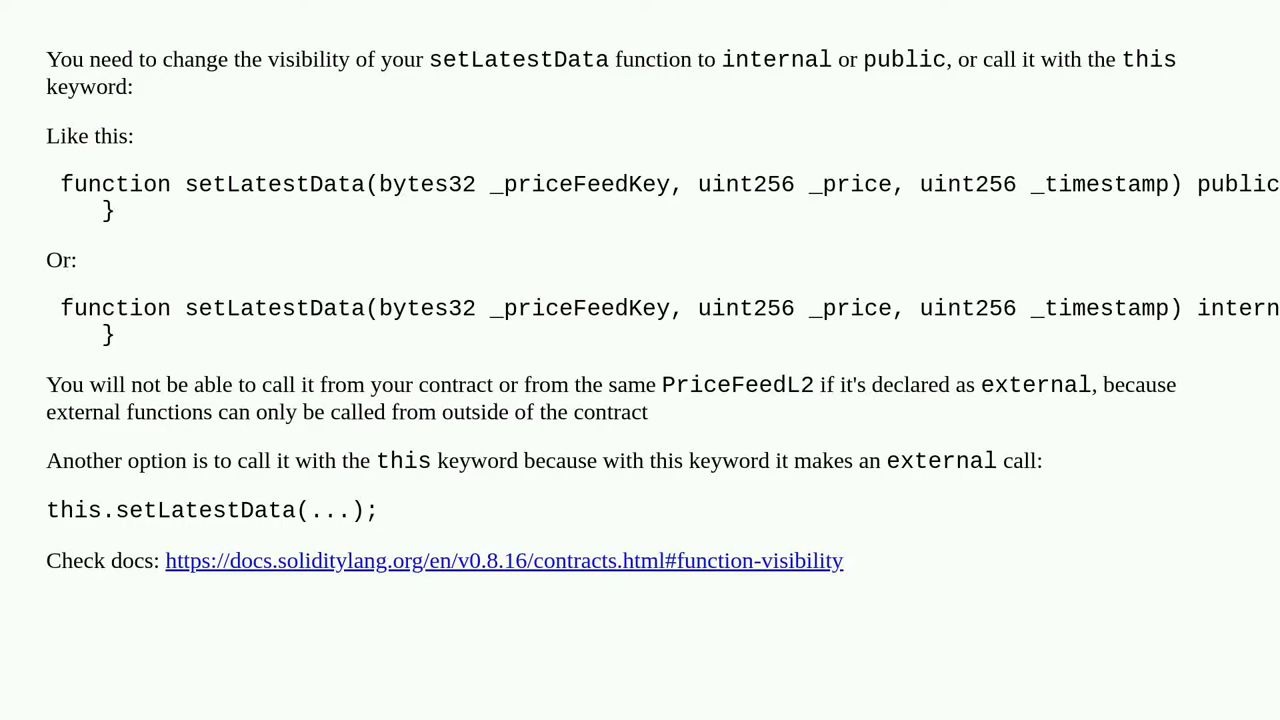 You need to change the visibility of your setLatestData function to internal or public, or call it with the this
keyword:
Like this:
function setLatestData(bytes32 _priceFeedKey, uint256 _price, uint256 _timestamp) public
}
Or:
function setLatestData(bytes32 _priceFeedKey, uint256 _price, uint256 _timestamp) intern
}
You will not be able to call it from your contract or from the same PriceFeedL2 if it's declared as external, because
external functions can only be called from outside of the contract
Another option is to call it with the this keyword because with this keyword it makes an external call:
this.setLatestData(...);
Check docs: https://docs.soliditylang.org/en/v0.8.16/contracts.html#function-visibility